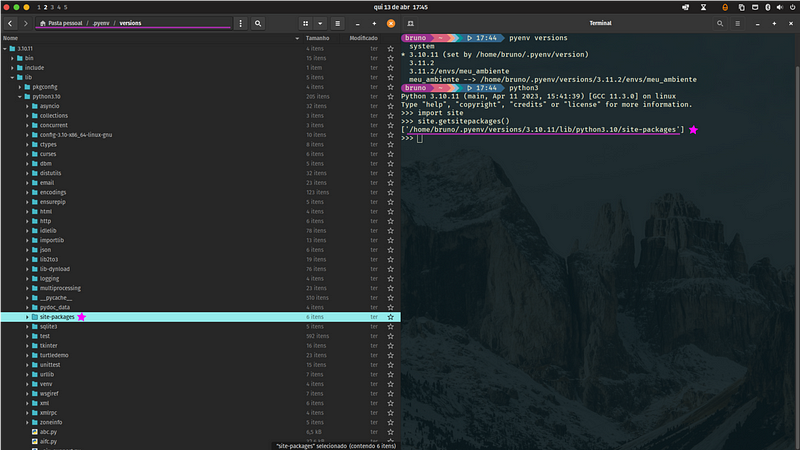 1 2 3 4 5
qui 13 de abr 17:45
Pasta pessoal / .pyenv / versions
Nome Tamanho Modificado
3.10.11 4 itens ter
bin 15 itens ter
include 1 item ter
lib 5 itens ter
pkgconfig 4 itens ter
python3.10 205 itens ter
asyncio 32 itens ter
collections 3 itens ter
concurrent 4 itens ter
config-3.10-x86_64-linux-gnu 9 itens ter
ctypes 8 itens ter
curses 6 itens ter
dbm 5 itens ter
distutils 32 itens ter
email 23 itens ter
encodings 123 itens ter
ensurepip 5 itens ter
html 4 itens ter
http 6 itens ter
idlelib 76 itens ter
importlib 13 itens ter
json 6 itens ter
lib2to3 19 itens ter
lib-dynload 76 itens ter
logging 4 itens ter
multiprocessing 23 itens ter
__pycache__ 510 itens ter
pydoc_data 4 itens ter
site-packages 6 itens ter
sqlite3 5 itens ter
test 592 itens ter
tkinter 16 itens ter
turtledemo 23 itens ter
unittest 15 itens ter
urllib 7 itens ter
venv 4 itens ter
wsgiref 7 itens ter
xml 6 itens ter
xmlrpc 4 itens ter
zoneinfo 6 itens ter
abc.py 6,5 kB ter
aifc.py
"site-packages" selecionado (contendo 6 itens)
Terminal
bruno ~ 17:44 pyenv versions
system
* 3.10.11 (set by /home/bruno/.pyenv/version)
3.11.2
3.11.2/envs/meu_ambiente
meu_ambiente --> /home/bruno/.pyenv/versions/3.11.2/envs/meu_ambiente
bruno ~ 17:44 python3
Python 3.10.11 (main, Apr 11 2023, 15:41:39) [GCC 11.3.0] on linux
Type "help", "copyright", "credits" or "license" for more information.
>>> import site
>>> site.getsitepackages()
['/home/bruno/.pyenv/versions/3.10.11/lib/python3.10/site-packages']
>>>